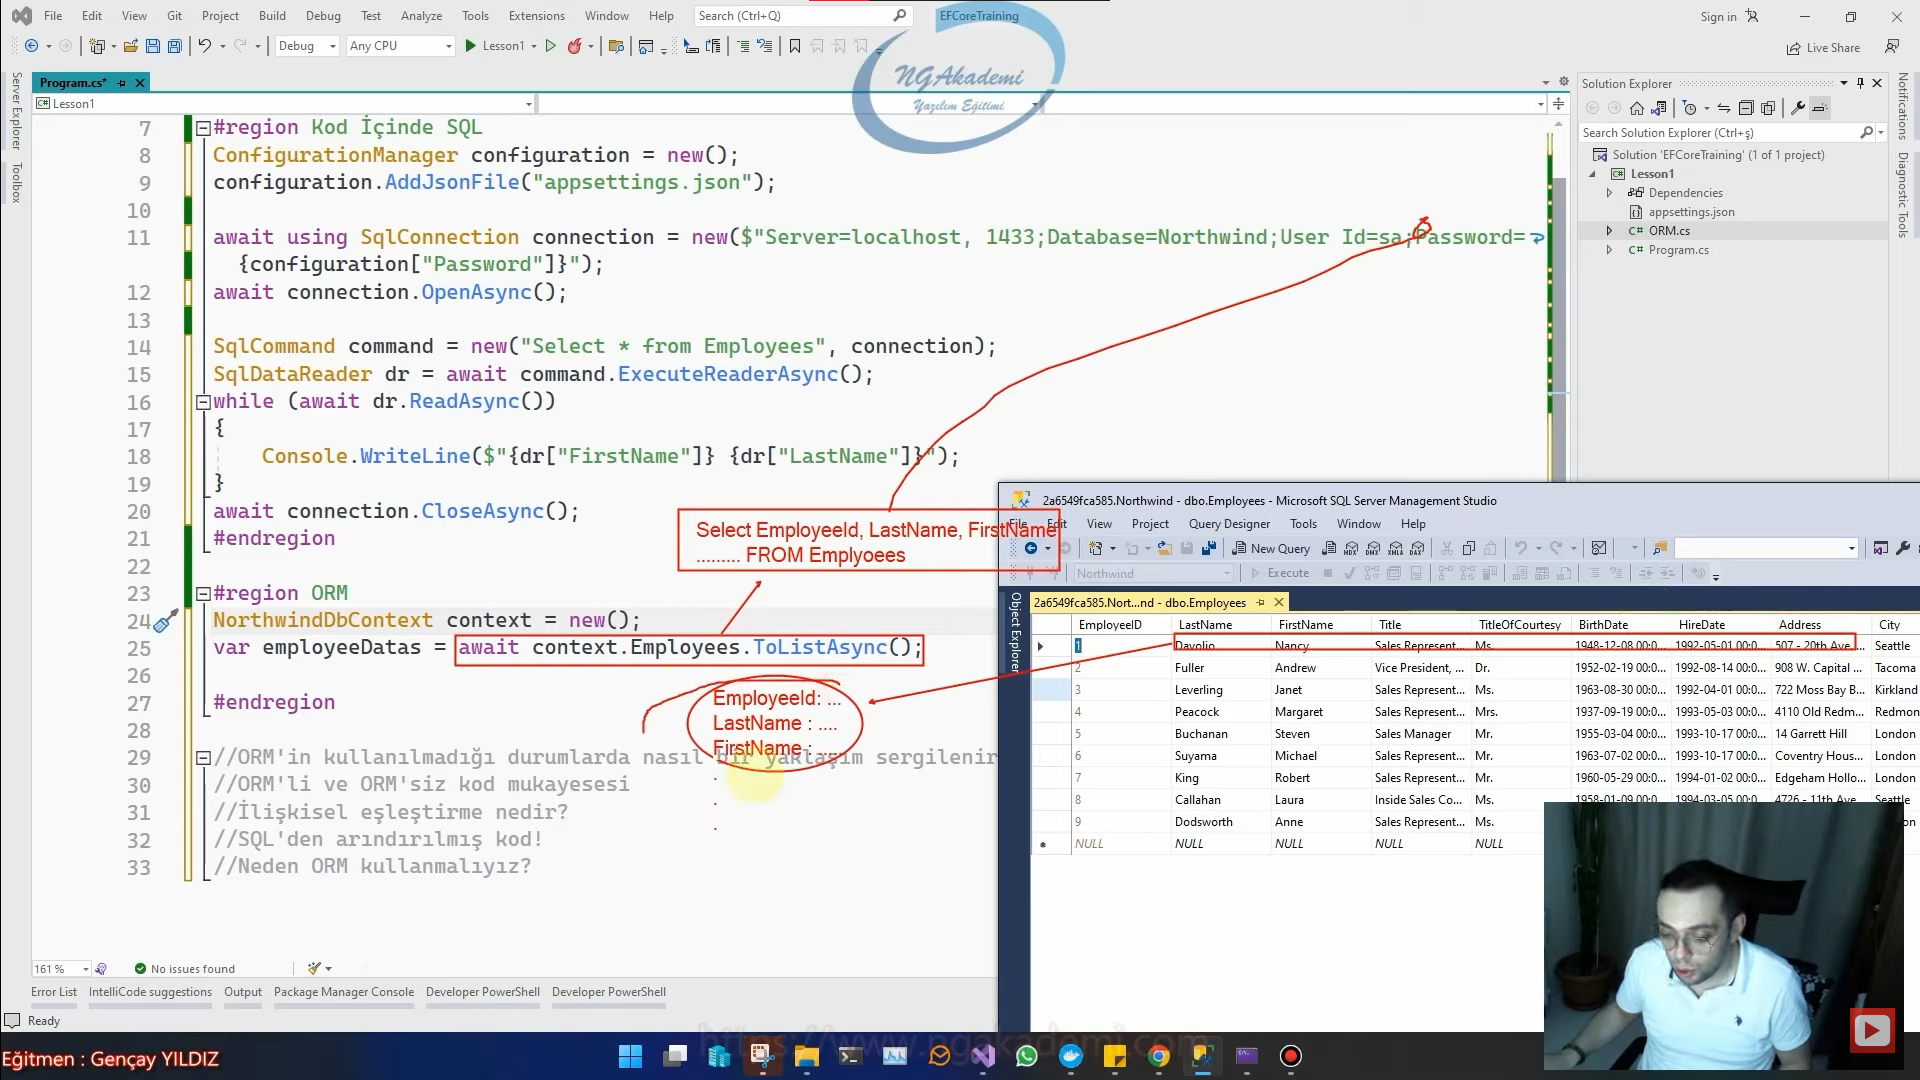 File Edit View Git Project Build Debug Test Analyze Tools Extensions Window Help Search (Ctrl+Q) EFCoreTraining Sign in
Debug Any CPU Lesson1 Live Share
NGAkademi
Yazılım Eğitimi
Server Explorer
Toolbox
Program.cs*
Lesson1
7 #region Kod İçinde SQL
8 ConfigurationManager configuration = new();
9 configuration.AddJsonFile("appsettings.json");
10
11 await using SqlConnection connection = new($"Server=localhost, 1433;Database=Northwind;User Id=sa;Password=
{configuration["Password"]}");
12 await connection.OpenAsync();
13
14 SqlCommand command = new("Select * from Employees", connection);
15 SqlDataReader dr = await command.ExecuteReaderAsync();
16 while (await dr.ReadAsync())
17 {
18 Console.WriteLine($"{dr["FirstName"]} {dr["LastName"]}");
19 }
20 await connection.CloseAsync();
21 #endregion
22
23 #region ORM
24 NorthwindDbContext context = new();
25 var employeeDatas = await context.Employees.ToListAsync();
26
27 #endregion
28
29 //ORM'in kullanılmadığı durumlarda nasıl bir yaklaşım sergilenir
30 //ORM'li ve ORM'siz kod mukayesesi
31 //İlişkisel eşleştirme nedir?
32 //SQL'den arındırılmış kod!
33 //Neden ORM kullanmalıyız?
Select EmployeeId, LastName, FirstName
......... FROM Emplyoees
EmployeeId: ...
LastName : ....
FirstName : ....
.
.
.
Solution Explorer
Search Solution Explorer (Ctrl+ş)
Solution 'EFCoreTraining' (1 of 1 project)
Lesson1
Dependencies
appsettings.json
ORM.cs
Program.cs
Notifications
Diagnostic Tools
2a6549fca585.Northwind - dbo.Employees - Microsoft SQL Server Management Studio
File Edit View Project Query Designer Tools Window Help
New Query MDX DMX XMLA DAX
Northwind Execute
Object Explorer
2a6549fca585.Nort...nd - dbo.Employees
EmployeeID LastName FirstName Title TitleOfCourtesy BirthDate HireDate Address City
1 Davolio Nancy Sales Represent... Ms. 1948-12-08 00:0... 1992-05-01 00:0... 507 - 20th Ave.... Seattle
2 Fuller Andrew Vice President, ... Dr. 1952-02-19 00:0... 1992-08-14 00:0... 908 W. Capital ... Tacoma
3 Leverling Janet Sales Represent... Ms. 1963-08-30 00:0... 1992-04-01 00:0... 722 Moss Bay B... Kirkland
4 Peacock Margaret Sales Represent... Mrs. 1937-09-19 00:0... 1993-05-03 00:0... 4110 Old Redm... Redmon
5 Buchanan Steven Sales Manager Mr. 1955-03-04 00:0... 1993-10-17 00:0... 14 Garrett Hill London
6 Suyama Michael Sales Represent... Mr. 1963-07-02 00:0... 1993-10-17 00:0... Coventry Hous... London
7 King Robert Sales Represent... Mr. 1960-05-29 00:0... 1994-01-02 00:0... Edgeham Hollo... London
8 Callahan Laura Inside Sales Co... Ms. 1958-01-09 00:0... 1994-03-05 00:0... 4726 - 11th Ave... Seattle
9 Dodsworth Anne Sales Represent... Ms.
NULL NULL NULL NULL NULL
161 % No issues found
Error List IntelliCode suggestions Output Package Manager Console Developer PowerShell Developer PowerShell
Ready
https://www.ngakademi.com
Eğitmen : Gençay YILDIZ